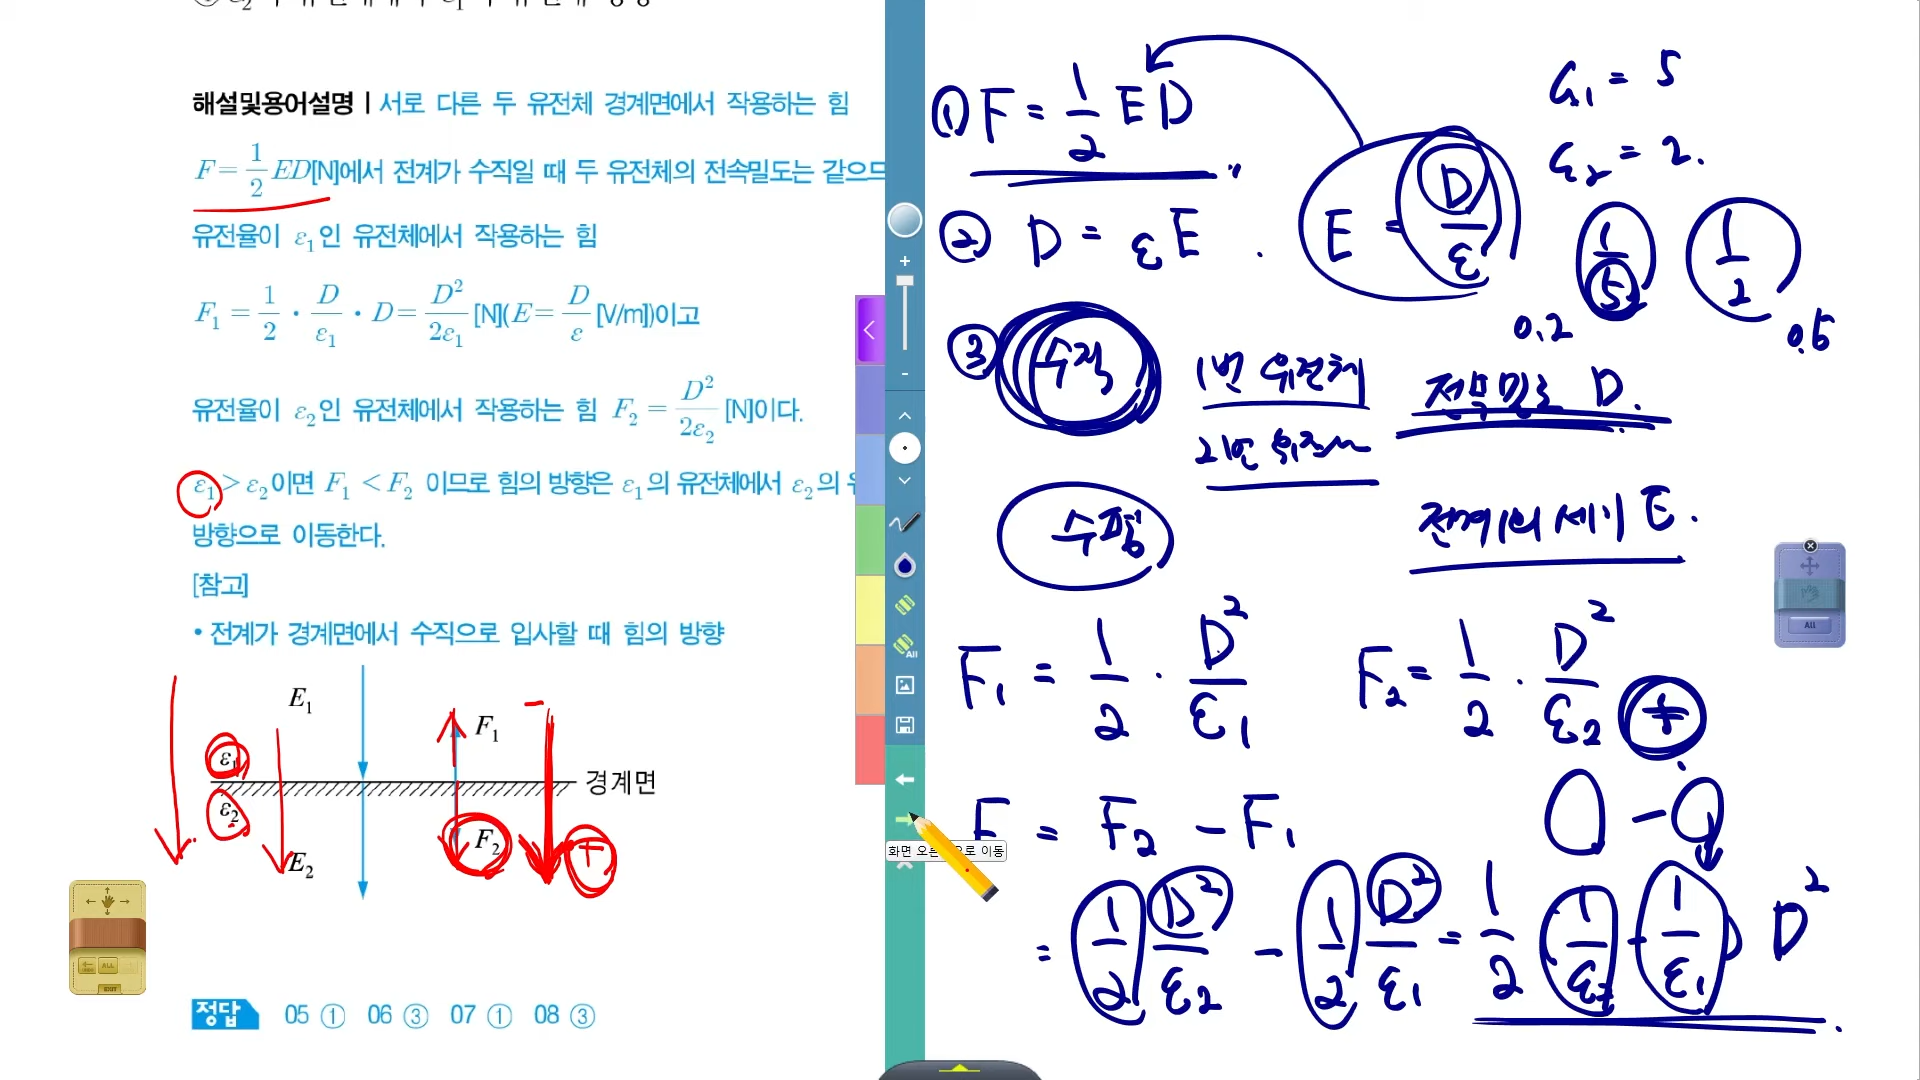 해설및용어설명 | 서로 다른 두 유전체 경계면에서 작용하는 힘
F = 1/2 ED[N]에서 전계가 수직일 때 두 유전체의 전속밀도는 같으므
유전율이 ε₁인 유전체에서 작용하는 힘
F₁ = 1/2 · D/ε₁ · D = D²/2ε₁ [N](E = D/ε [V/m])이고
유전율이 ε₂인 유전체에서 작용하는 힘 F₂ = D²/2ε₂ [N]이다.
ε₁ > ε₂이면 F₁ < F₂ 이므로 힘의 방향은 ε₁의 유전체에서 ε₂의
방향으로 이동한다.
[참고]
• 전계가 경계면에서 수직으로 입사할 때 힘의 방향
E₁
F₁
−
ε₁
경계면
ε₂
F₂
+
E₂
정답 05 ① 06 ③ 07 ① 08 ③
+
-
All
화면 오른 으로 이동
ALL
EXIT
All
① F = 1/2 ED
ε₁ = 5
ε₂ = 2.
② D = εE . E = D/ε
1/5 1/2
0.2 0.5
③ 수직 1번 유전체 전속밀도 D.
2번
수평 전계의 세기 E.
F₁ = 1/2 · D²/ε₁ F₂ = 1/2 · D²/ε₂ +
F = F₂ − F₁
= 1/2 D²/ε₂ − 1/2 D²/ε₁ = 1/2 (1/ε₂ − 1/ε₁) D²